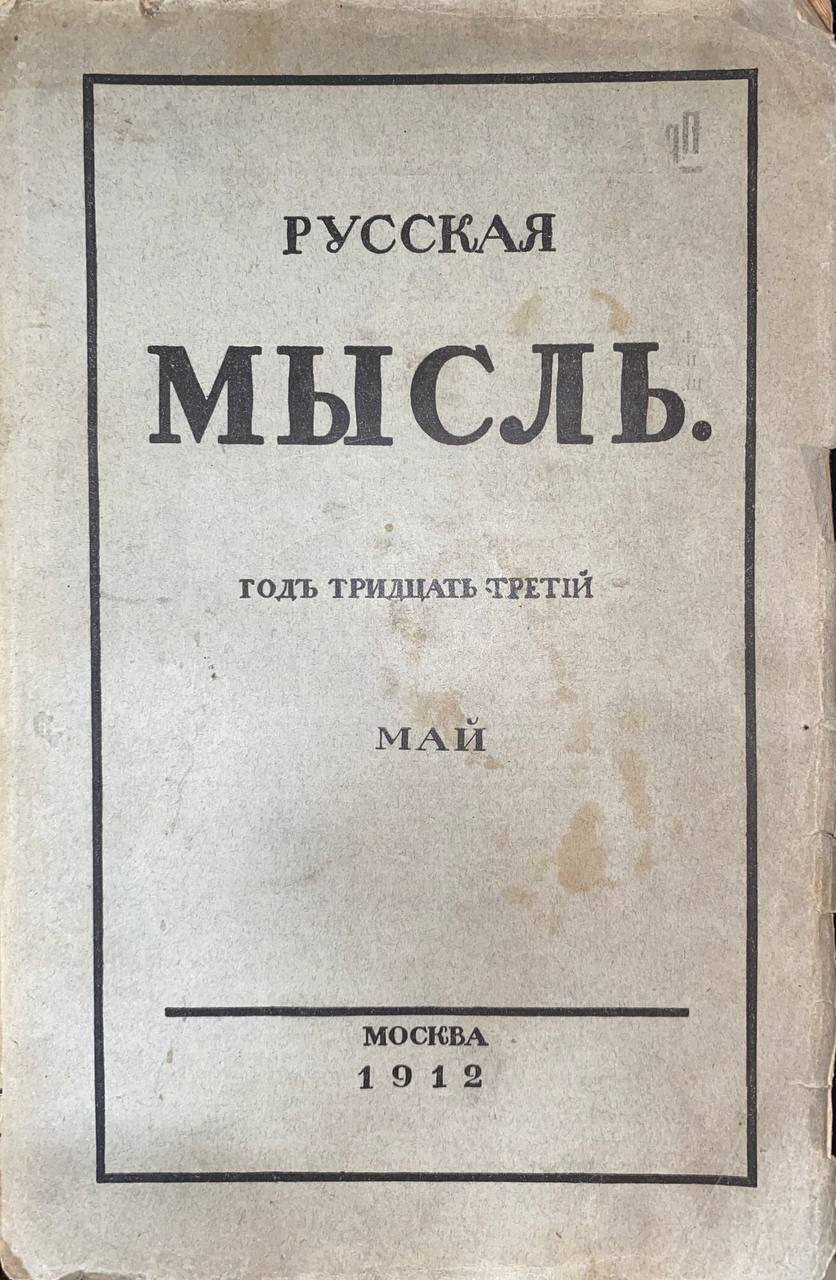 РУССКАЯ
МЫСЛЬ.
ГОДЪ ТРИДЦАТЬ ТРЕТІЙ
МАЙ
МОСКВА
1912